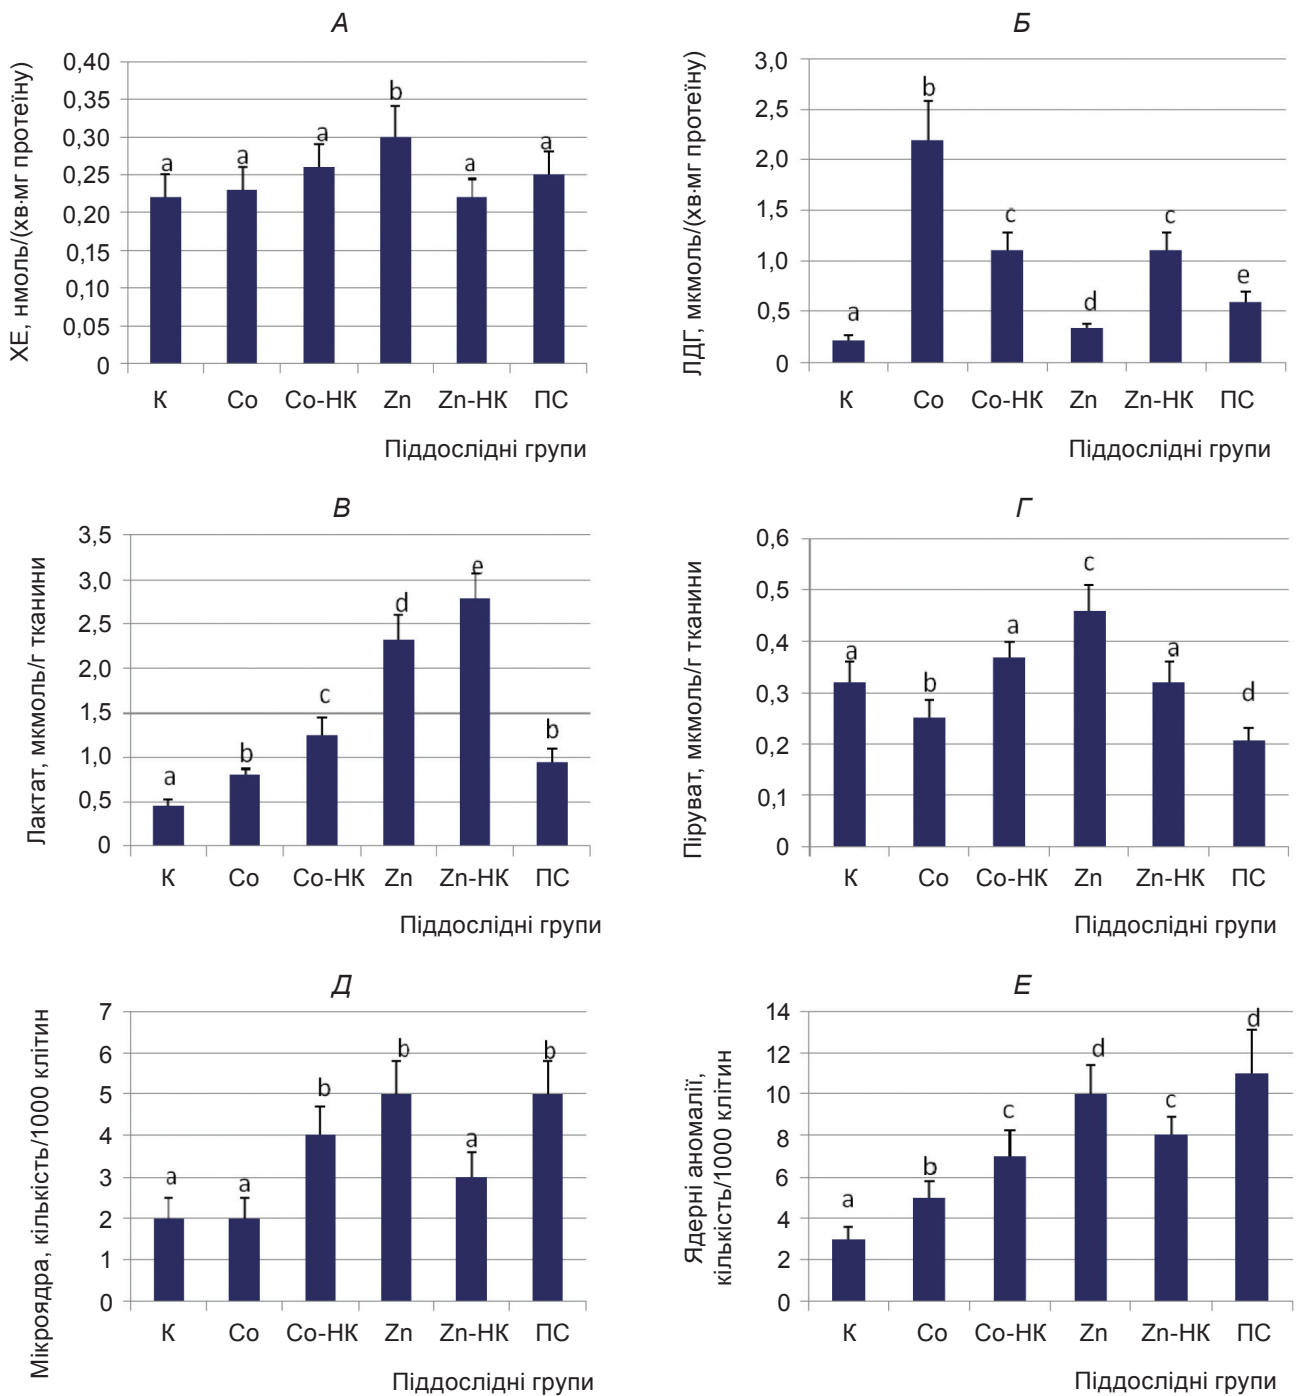 А
ХЕ, нмоль/(хв·мг протеїну)
0,40
0,35
0,30
0,25
0,20
0,15
0,10
0,05
0
a
a
a
b
a
a
К Co Co-НК Zn Zn-НК ПС
Піддослідні групи
Б
ЛДГ, мкмоль/(хв·мг протеїну)
3,0
2,5
2,0
1,5
1,0
0,5
0
a
b
c
d
c
e
К Co Co-НК Zn Zn-НК ПС
Піддослідні групи
В
Лактат, мкмоль/г тканини
3,5
3,0
2,5
2,0
1,5
1,0
0,5
0
a
b
c
d
e
b
К Co Co-НК Zn Zn-НК ПС
Піддослідні групи
Г
Піруват, мкмоль/г тканини
0,6
0,5
0,4
0,3
0,2
0,1
0
a
b
a
c
a
d
К Co Co-НК Zn Zn-НК ПС
Піддослідні групи
Д
Мікроядра, кількість/1000 клітин
7
6
5
4
3
2
1
0
a
a
b
b
a
b
К Co Co-НК Zn Zn-НК ПС
Піддослідні групи
Е
Ядерні аномалії,
кількість/1000 клітин
14
12
10
8
6
4
2
0
a
b
c
d
c
d
К Co Co-НК Zn Zn-НК ПС
Піддослідні групи